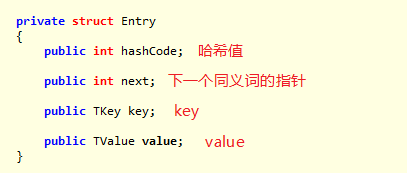 private struct Entry
{
public int hashCode; 哈希值
public int next; 下一个同义词的指针
public TKey key; key
public TValue value; value
}